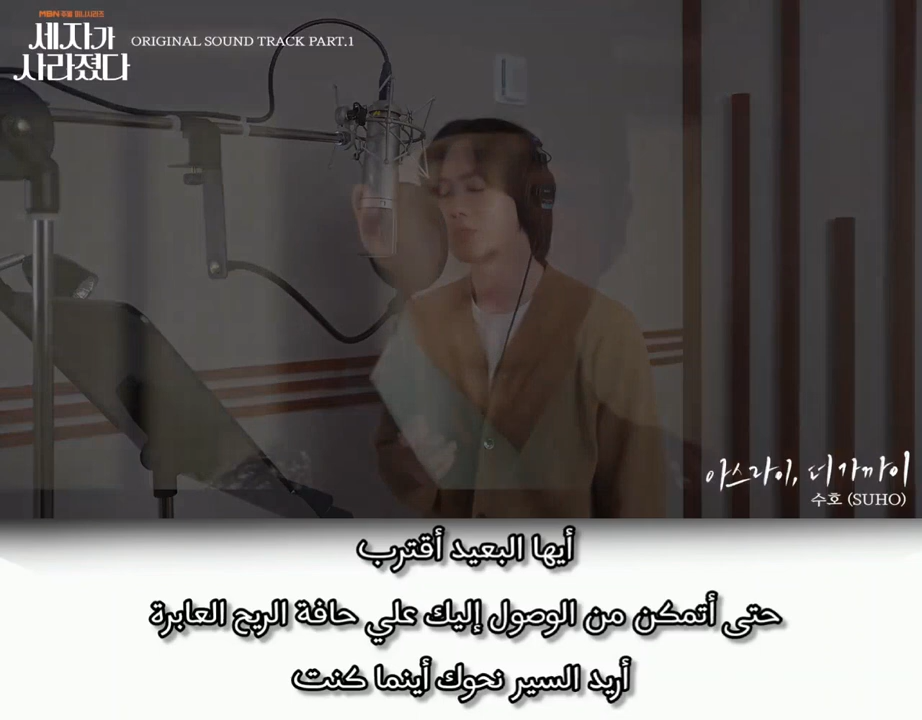 MBN 주말 미니시리즈
세자가
사라졌다
ORIGINAL SOUND TRACK PART.1
아스라이, 더 가까이
수호 (SUHO)
أيها البعيد أقترب
حتى أتمكن من الوصول إليك علي حافة الريح العابرة
أريد السير نحوك أينما كنت